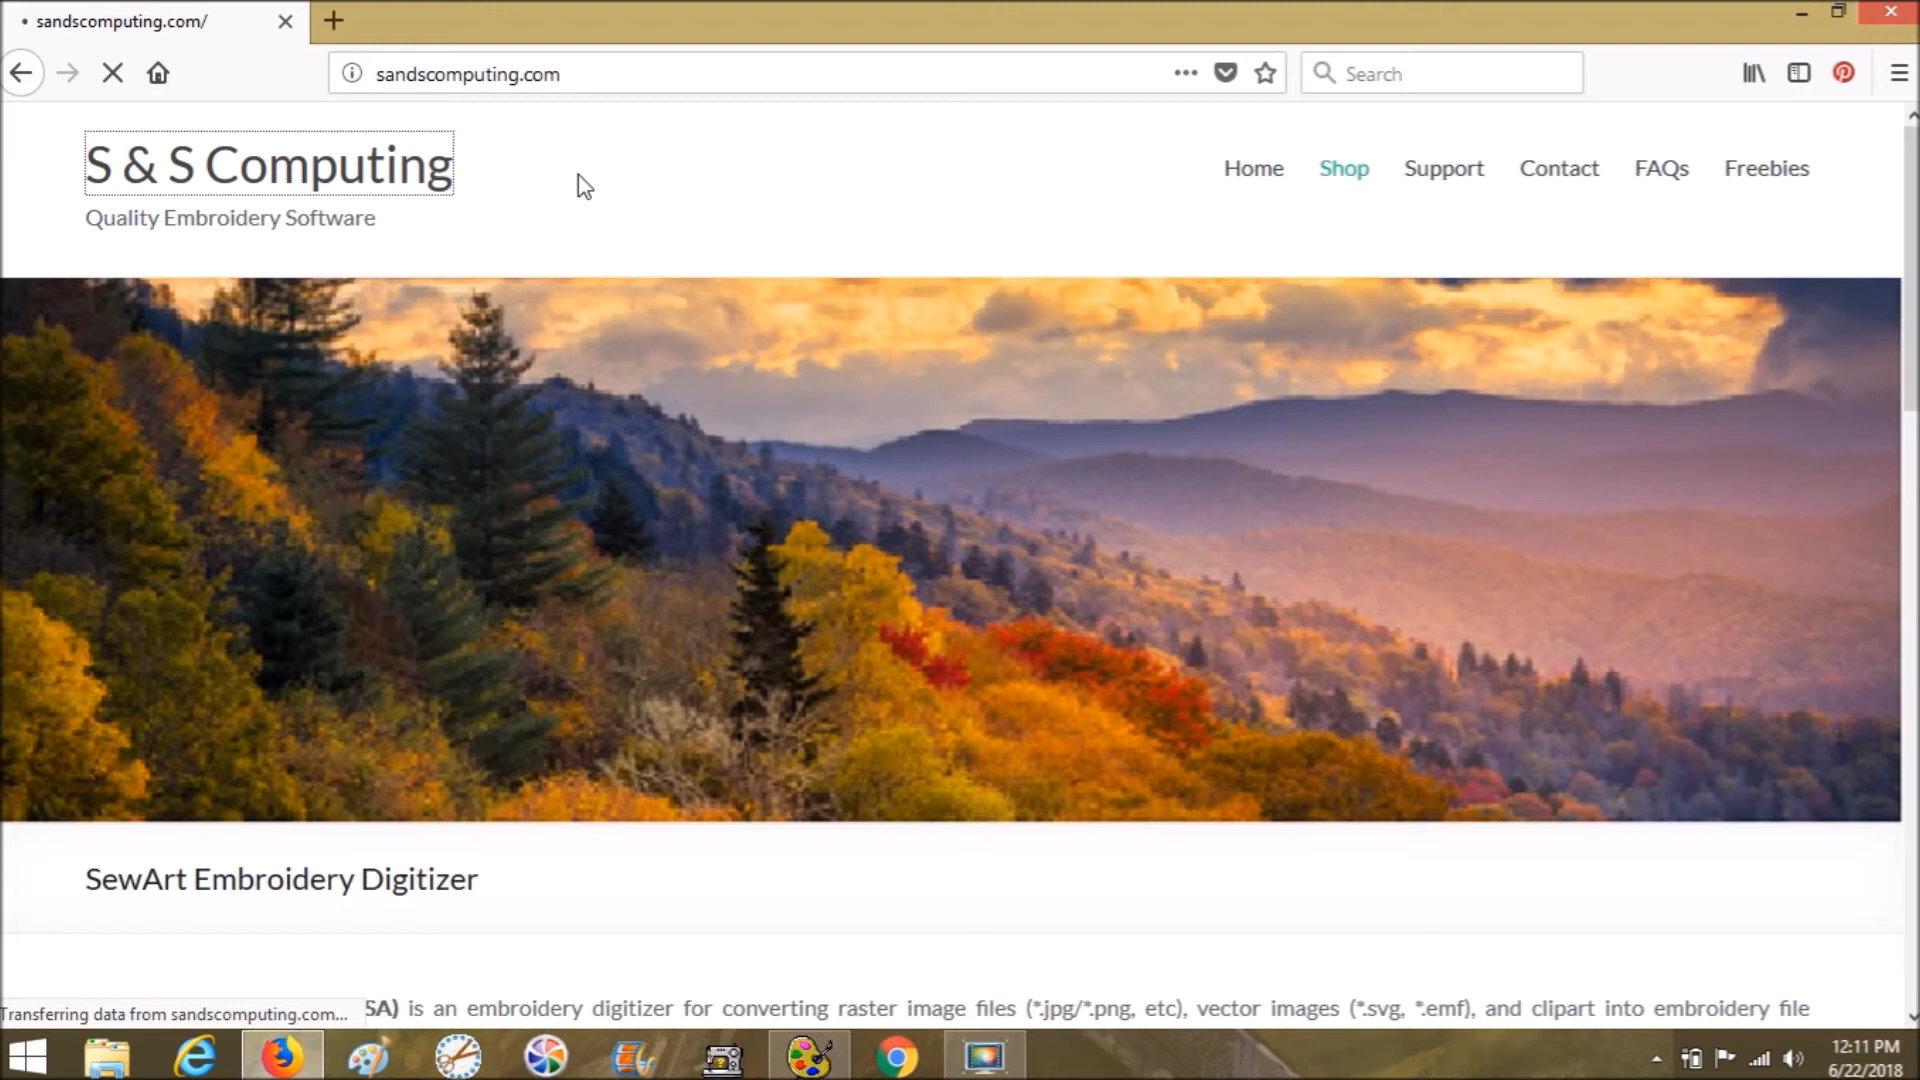 sandscomputing.com/
sandscomputing.com
Search
S & S Computing
Quality Embroidery Software
Home Shop Support Contact FAQs Freebies
SewArt Embroidery Digitizer
SA) is an embroidery digitizer for converting raster image files (*.jpg/*.png, etc), vector images (*.svg, *.emf), and clipart into embroidery file
Transferring data from sandscomputing.com...
12:11 PM
6/22/2018